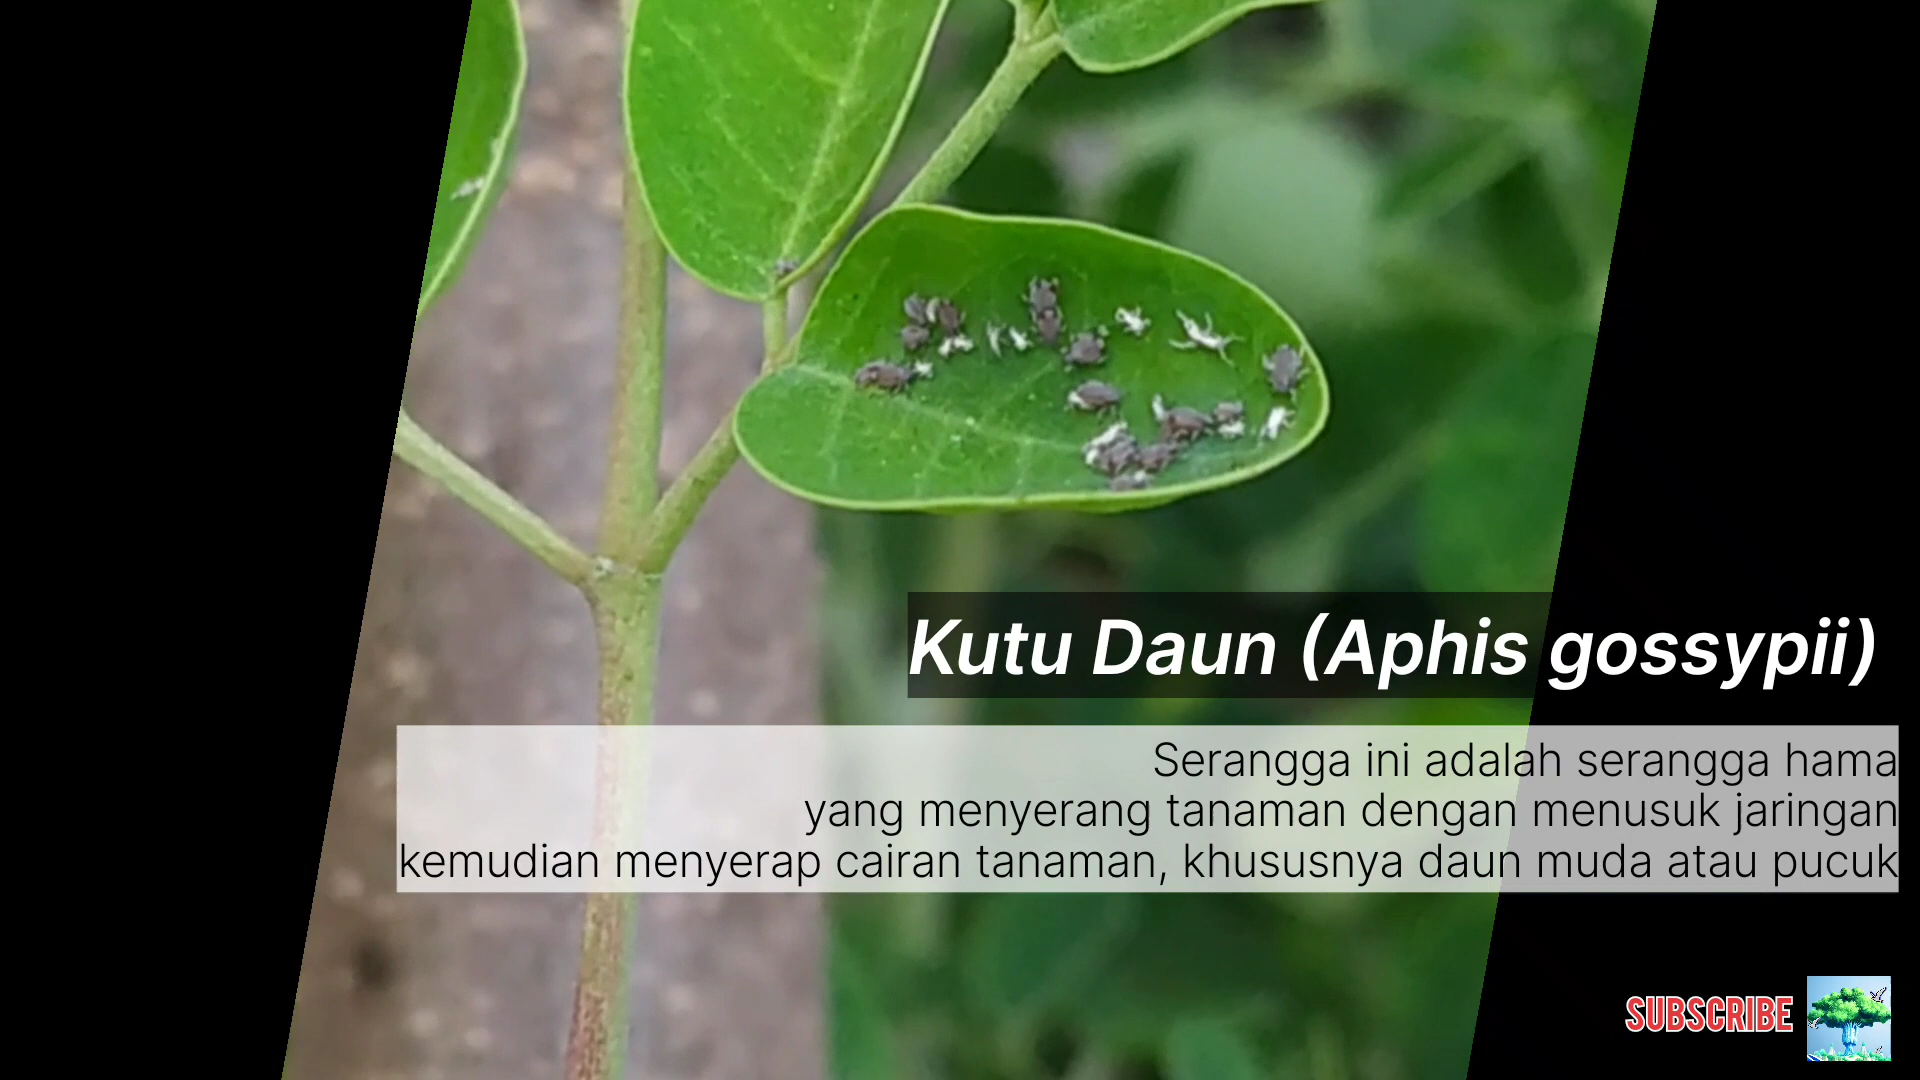 Kutu Daun (Aphis gossypii)
Serangga ini adalah serangga hama
yang menyerang tanaman dengan menusuk jaringan
kemudian menyerap cairan tanaman, khususnya daun muda atau pucuk
SUBSCRIBE